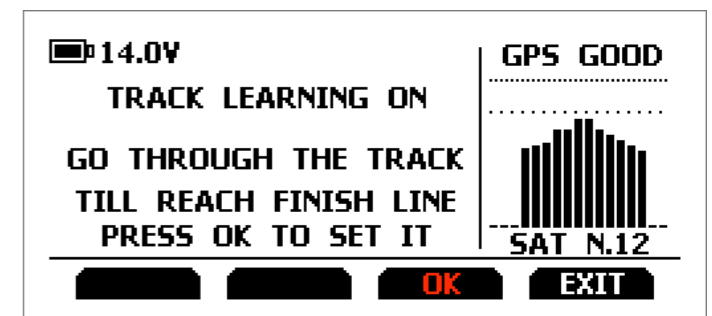 14.0V
TRACK LEARNING ON
GO THROUGH THE TRACK
TILL REACH FINISH LINE
PRESS OK TO SET IT
GPS GOOD
SAT N.12
OK
EXIT